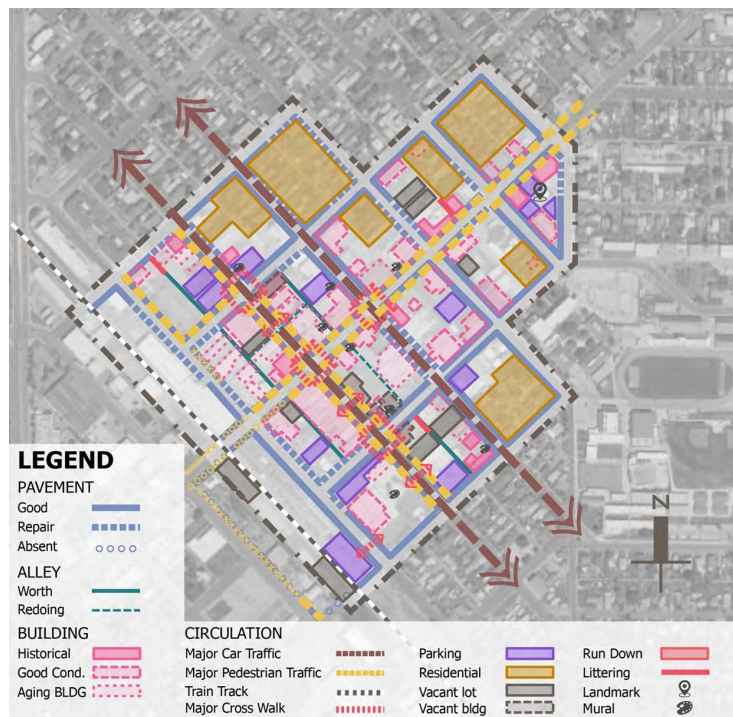 N
LEGEND
PAVEMENT
Good
Repair
Absent
ALLEY
Worth
Redoing
BUILDING
Historical
Good Cond.
Aging BLDG
CIRCULATION
Major Car Traffic
Major Pedestrian Traffic
Train Track
Major Cross Walk
Parking
Residential
Vacant lot
Vacant bldg
Run Down
Littering
Landmark
Mural